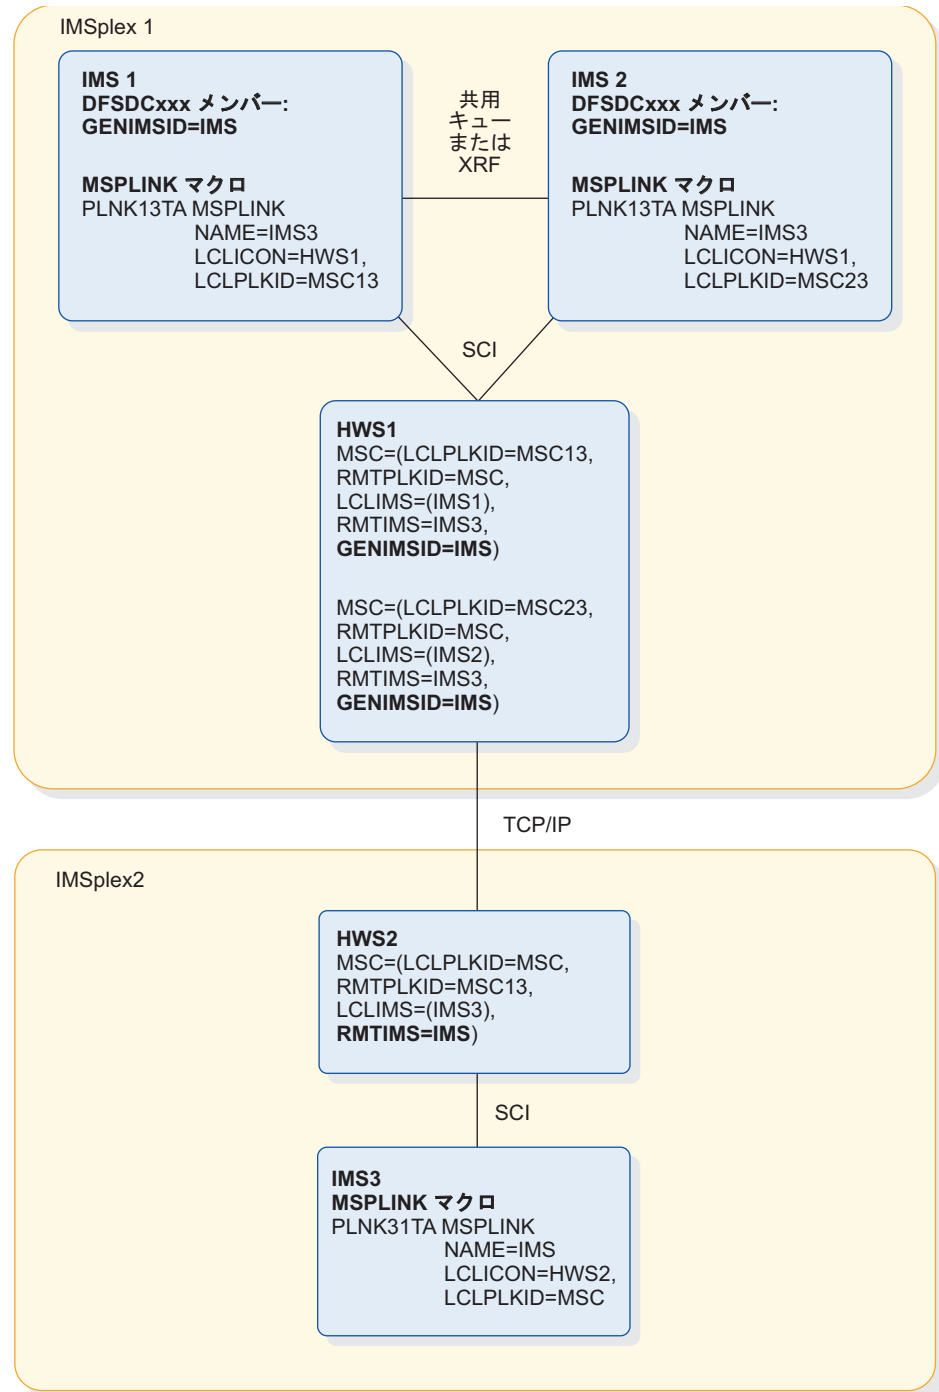 IMSplex 1
IMS 1
DFSDCxxx メンバー:
GENIMSID=IMS
MSPLINK マクロ
PLNK13TA MSPLINK
NAME=IMS3
LCLICON=HWS1,
LCLPLKID=MSC13
共用
キュー
または
XRF
IMS 2
DFSDCxxx メンバー:
GENIMSID=IMS
MSPLINK マクロ
PLNK13TA MSPLINK
NAME=IMS3
LCLICON=HWS1,
LCLPLKID=MSC23
SCI
HWS1
MSC=(LCLPLKID=MSC13,
RMTPLKID=MSC,
LCLIMS=(IMS1),
RMTIMS=IMS3,
GENIMSID=IMS)
MSC=(LCLPLKID=MSC23,
RMTPLKID=MSC,
LCLIMS=(IMS2),
RMTIMS=IMS3,
GENIMSID=IMS)
TCP/IP
IMSplex2
HWS2
MSC=(LCLPLKID=MSC,
RMTPLKID=MSC13,
LCLIMS=(IMS3),
RMTIMS=IMS)
SCI
IMS3
MSPLINK マクロ
PLNK31TA MSPLINK
NAME=IMS
LCLICON=HWS2,
LCLPLKID=MSC